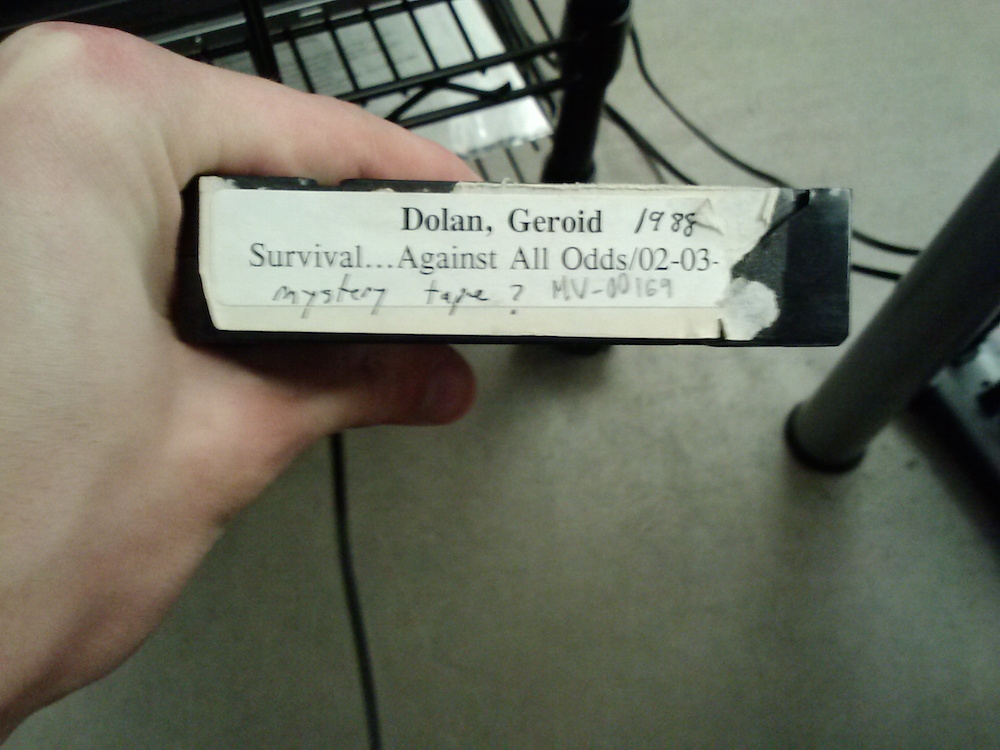 Dolan, Geroid 1988
Survival...Against All Odds/02-03-
mystery tape ? MV-00169